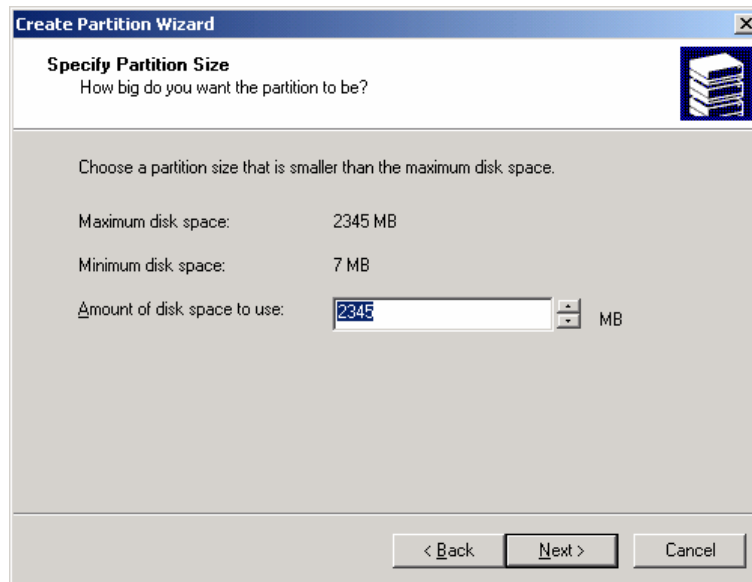 Create Partition Wizard
Specify Partition Size
How big do you want the partition to be?
Choose a partition size that is smaller than the maximum disk space.
Maximum disk space: 2345 MB
Minimum disk space: 7 MB
Amount of disk space to use: 2345 MB
< Back Next > Cancel